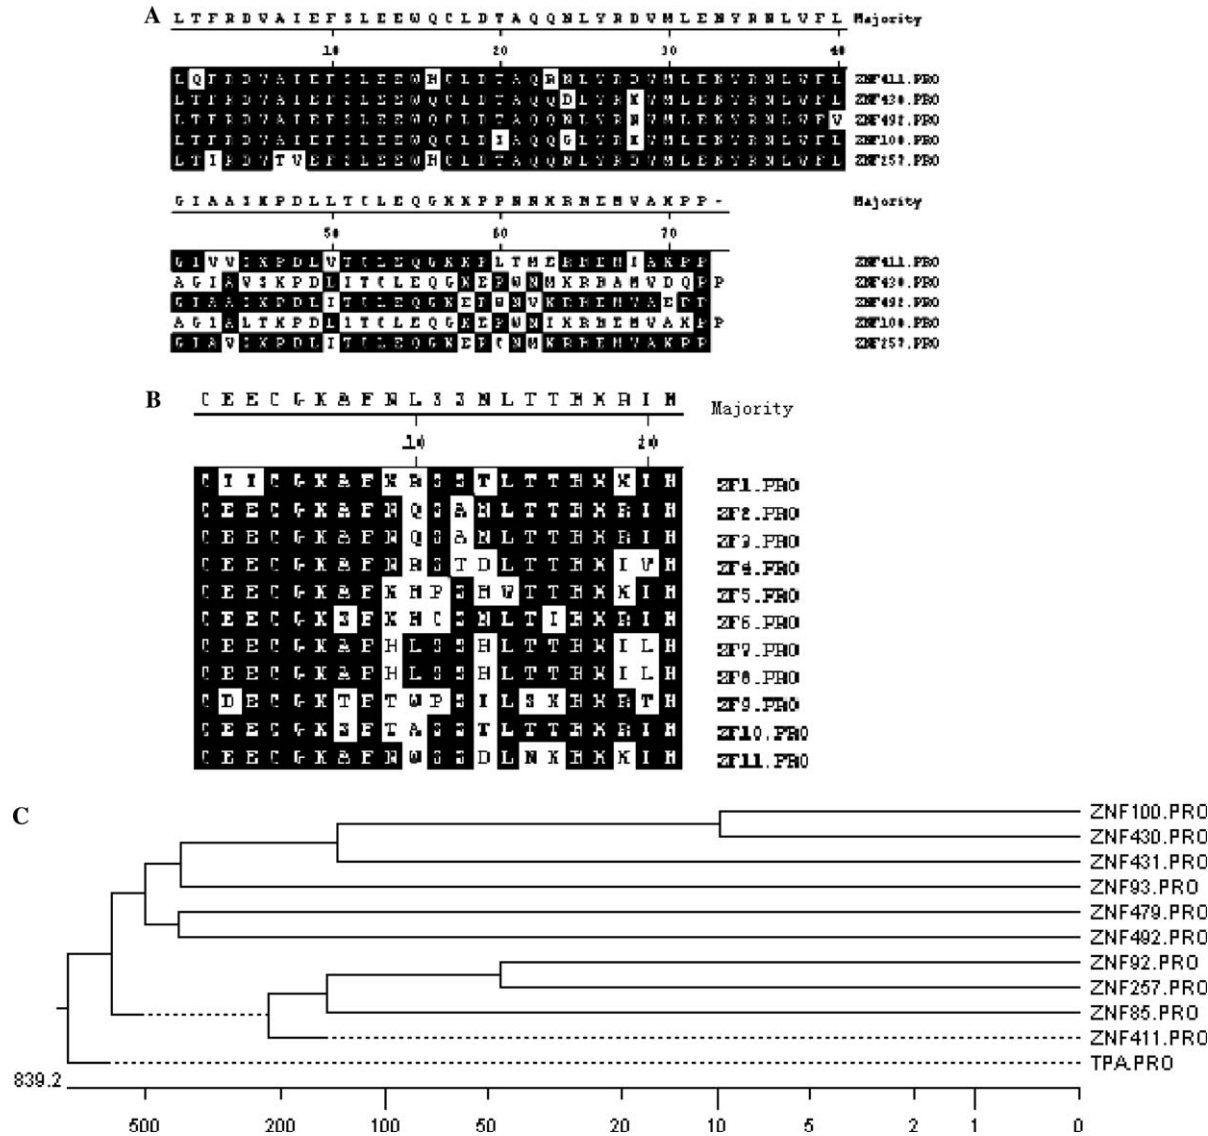 A
L T F R D V A I E F S L E E W Q C L D T A Q Q N L Y R D V M L E N Y R N L V F L Majority
10 20 30 40
L Q F R D V A I E F S L E E W H C L D T A Q R N L Y R D V M L E N Y R N L V F L ZNF411.PRO
L T F R D V A I E F S L E E W Q C L D T A Q Q D L Y R K V M L E N Y R N L V F L ZNF430.PRO
L T F R D V A I E F S L E E W Q C L D T A Q Q N L Y R N V M L E N Y R N L V F V ZNF492.PRO
L T F R D V A I E F S L E E W Q C L D I A Q Q G L Y R K V M L E N Y R N L V F L ZNF100.PRO
L T I R D V T V E F S L E E W H C L D T A Q Q N L Y R D V M L E N Y R N L V F L ZNF257.PRO
G I A A S K P D L L T C L E Q G K K P P N N K R H E M V A K P P - Majority
50 60 70
G I V V S K P D L V T C L E Q G K K P L T M E R H E M I A K P P ZNF411.PRO
A G I A V S K P D L I T C L E Q G K E P W N M K R H A M V D Q P P ZNF430.PRO
G I A A S K P D L I T C L E Q G K E P W N V K R H E M V A E P P ZNF492.PRO
A G I A L T K P D L I T C L E Q G K E P W N I K R H E M V A K P P ZNF100.PRO
G I A V S K P D L I T C L E Q G K E P C N M K R H E M V A K P P ZNF257.PRO
B
C E E C G K A F N L S S N L T T H K R I H Majority
10 20
C I I C G K A F K R S S T L T T H K K I H ZF1.PRO
C E E C G K A F N Q S A N L T T H K R I H ZF2.PRO
C E E C G K A F N Q S A N L T T H K R I H ZF3.PRO
C E E C G K A F N R S T D L T T H K I V H ZF4.PRO
C E E C G K A F K H P S H V T T H K K I H ZF5.PRO
C E E C G K S F K H C S N L T I H K R I H ZF6.PRO
C E E C G K A F H L S S H L T T H K I L H ZF7.PRO
C E E C G K A F H L S S H L T T H K I L H ZF8.PRO
C D E C G K T F T W P S I L S K H K R T H ZF9.PRO
C E E C G K S F T A S S T L T T H K R I H ZF10.PRO
C E E C G K A F N W S S D L N K H K K I H ZF11.PRO
C
ZNF100.PRO
ZNF430.PRO
ZNF431.PRO
ZNF93.PRO
ZNF479.PRO
ZNF492.PRO
ZNF92.PRO
ZNF257.PRO
ZNF85.PRO
ZNF411.PRO
TPA.PRO
839.2
500 200 100 50 20 10 5 2 1 0